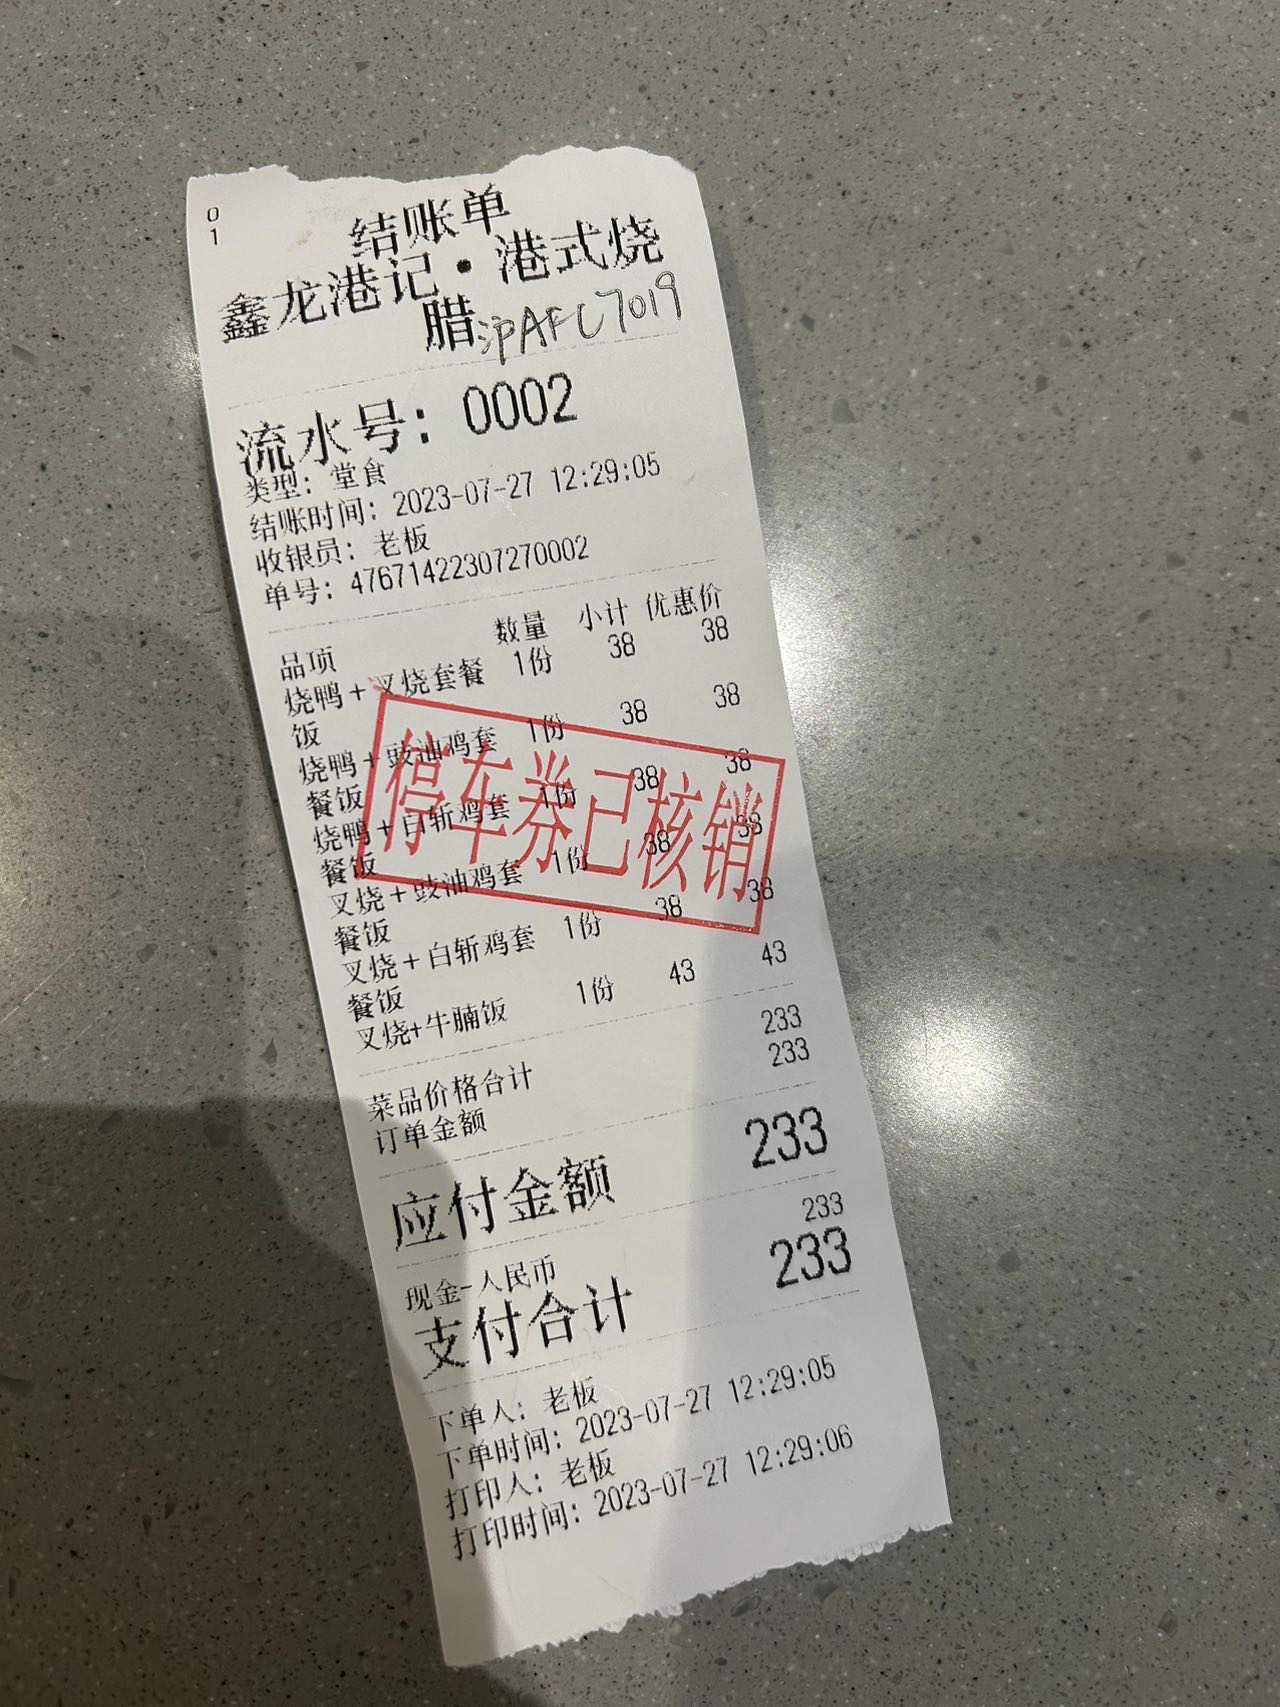 0
1
结账单
鑫龙港记·港式烧
腊
沪AFC7019
流水号: 0002
类型: 堂食
结账时间: 2023-07-27 12:29:05
收银员: 老板
单号: 47671422307270002
品项 数量 小计 优惠价
烧鸭+叉烧套餐 1份 38 38
饭
烧鸭+豉油鸡套 1份 38 38
餐饭
烧鸭+白斩鸡套 1份 38 38
餐饭
叉烧+豉油鸡套 1份 38 38
餐饭
叉烧+白斩鸡套 1份 38 38
餐饭
叉烧+牛腩饭 1份 43 43
停车券已核销
菜品价格合计 233
订单金额 233
应付金额 233
现金-人民币 233
支付合计 233
下单人: 老板
下单时间: 2023-07-27 12:29:05
打印人: 老板
打印时间: 2023-07-27 12:29:06